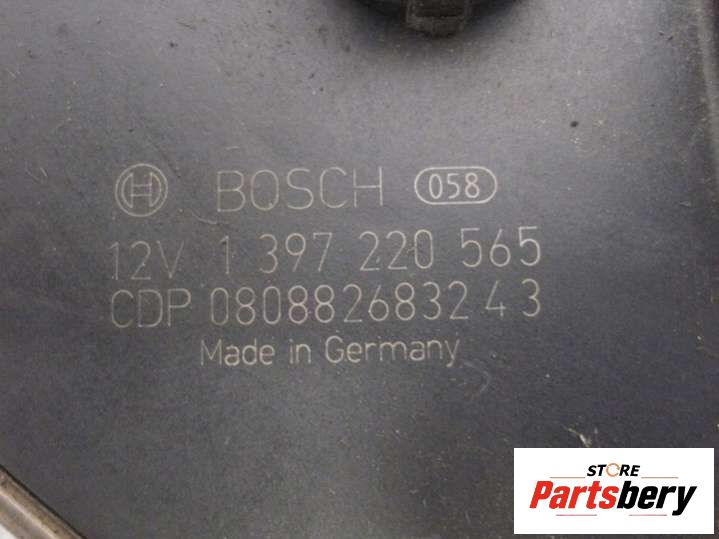 BOSCH 058
12V 1 397 220 565
CDP 0808826832 4 3
Made in Germany
STORE
Partsbery